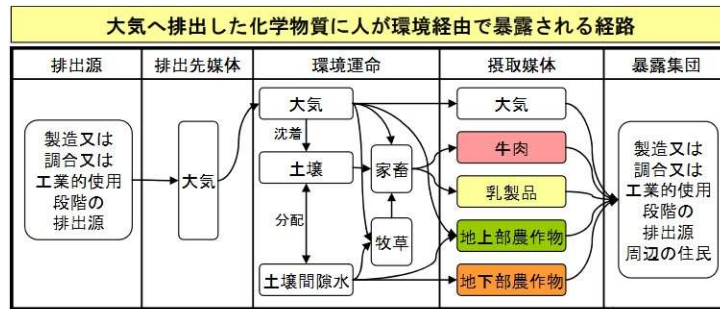 大気へ排出した化学物質に人が環境経由で暴露される経路
排出源
排出先媒体
環境運命
摂取媒体
暴露集団
製造又は
調合又は
工業的使用
段階の
排出源
大気
大気
沈着
土壌
家畜
分配
牧草
土壌間隙水
大気
牛肉
乳製品
地上部農作物
地下部農作物
製造又は
調合又は
工業的使用
段階の
排出源
周辺の住民